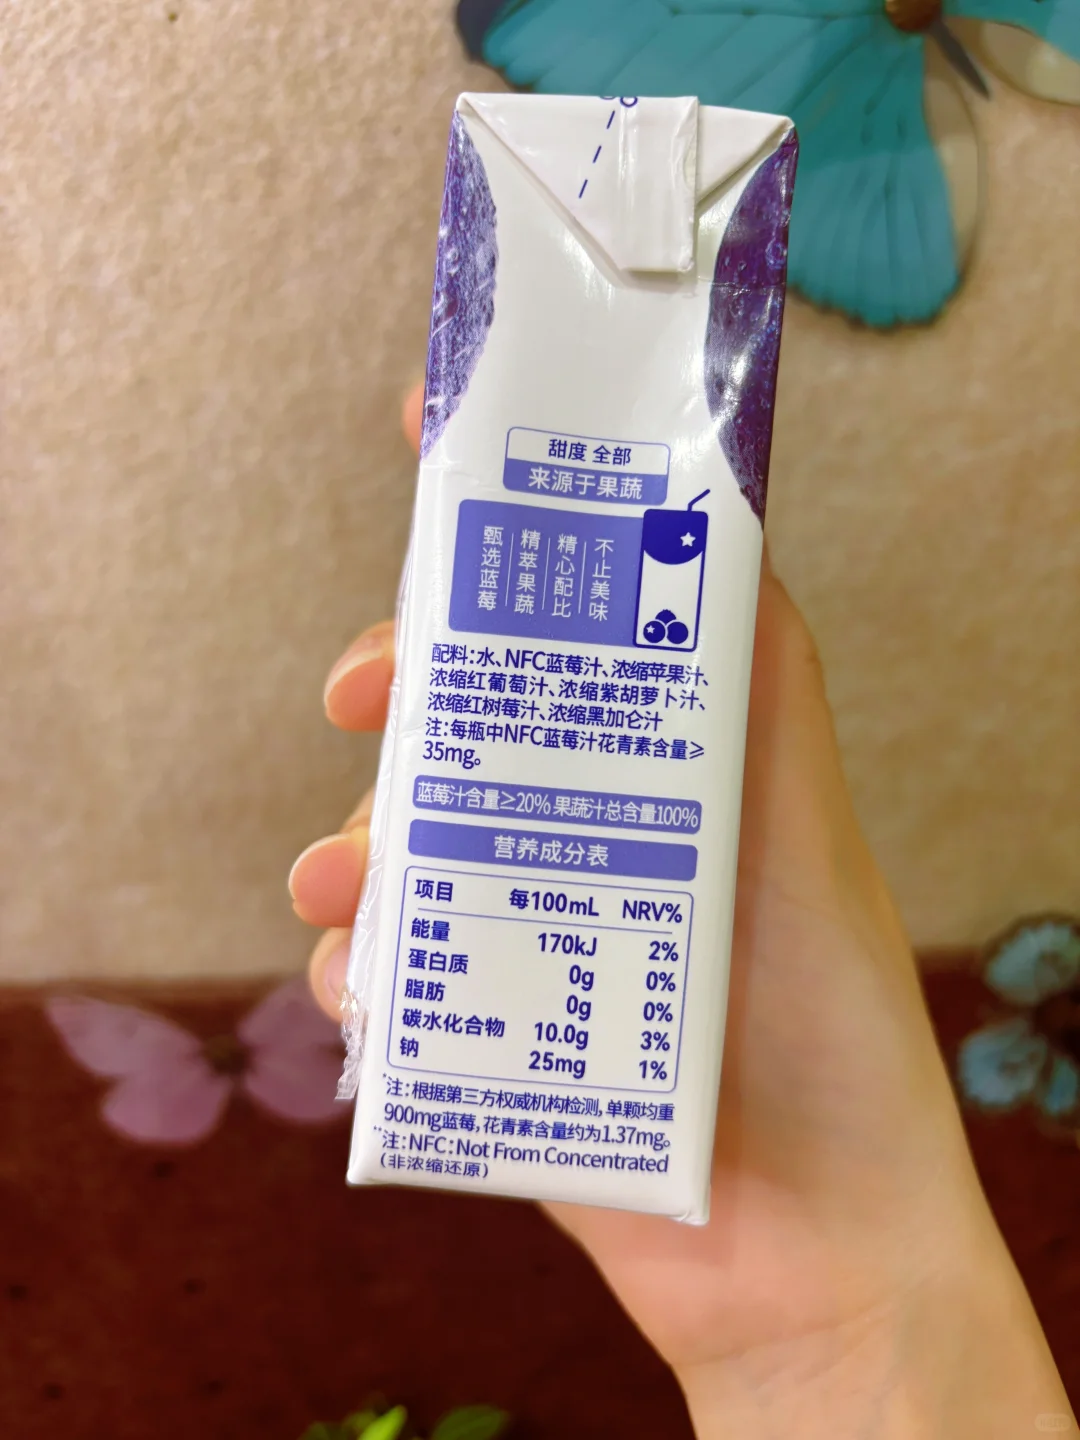 甜度 全部
来源于果蔬
甄选蓝莓
精萃果蔬
精心配比
不止美味
配料:水、NFC蓝莓汁、浓缩苹果汁、
浓缩红葡萄汁、浓缩紫胡萝卜汁、
浓缩红树莓汁、浓缩黑加仑汁
注:每瓶中NFC蓝莓汁花青素含量≥
35mg。
蓝莓汁含量≥20% 果蔬汁总含量100%
营养成分表
项目 每100mL NRV%
能量 170kJ 2%
蛋白质 0g 0%
脂肪 0g 0%
碳水化合物 10.0g 3%
钠 25mg 1%
*注:根据第三方权威机构检测,单颗均重
900mg蓝莓,花青素含量约为1.37mg。
**注:NFC:Not From Concentrated
(非浓缩还原)